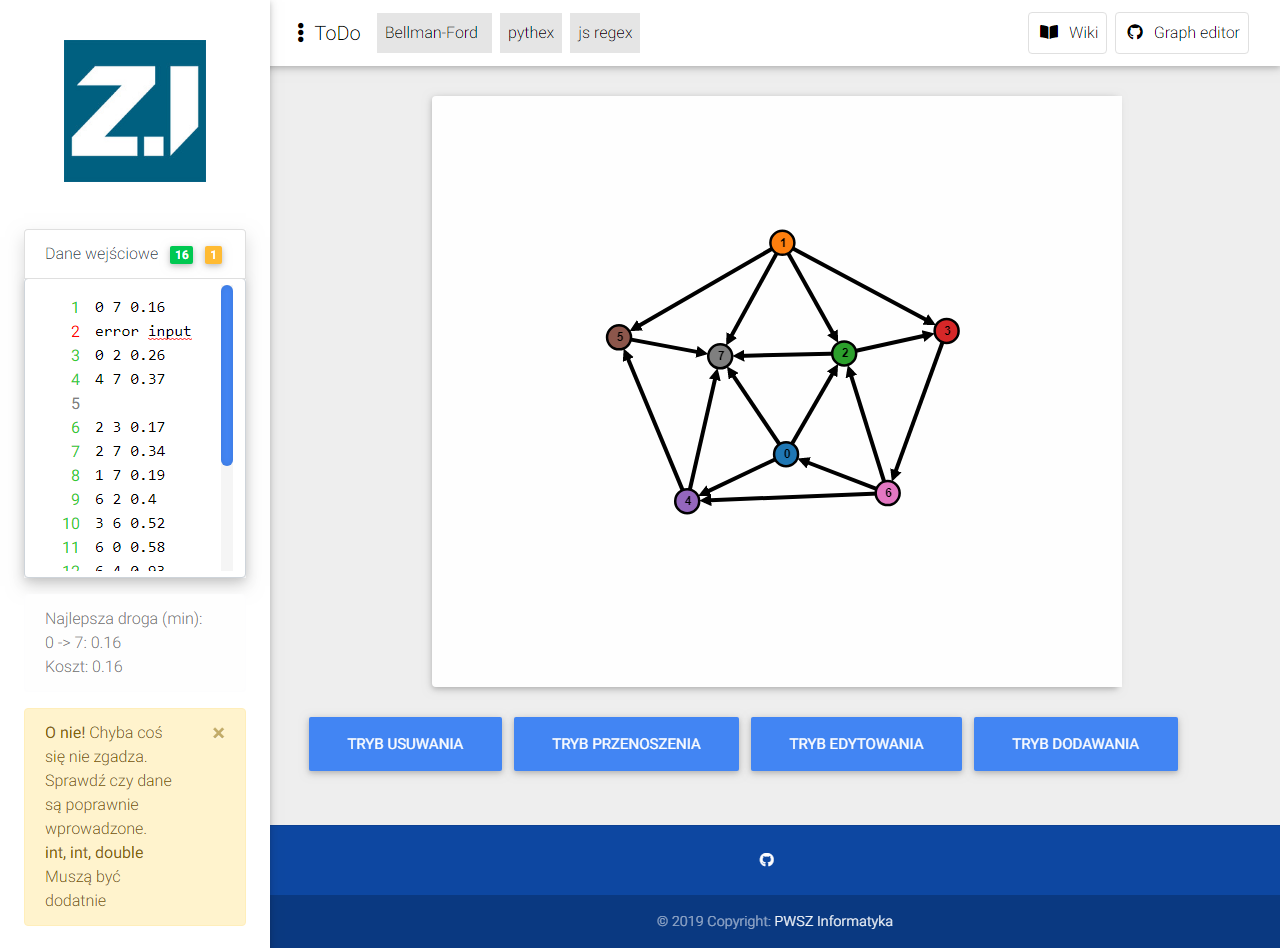 Z.I
ToDo
Bellman-Ford
pythex
js regex
Wiki
Graph editor
Dane wejściowe 16 1
1 0 7 0.16
2 error input
3 0 2 0.26
4 4 7 0.37
5
6 2 3 0.17
7 2 7 0.34
8 1 7 0.19
9 6 2 0.4
10 3 6 0.52
11 6 0 0.58
12 6 4 0.93
Najlepsza droga (min):
0 -> 7: 0.16
Koszt: 0.16
O nie! Chyba coś
się nie zgadza.
Sprawdź czy dane
są poprawnie
wprowadzone.
int, int, double
Muszą być
dodatnie
×
1
5
3
7
2
0
4
6
TRYB USUWANIA
TRYB PRZENOSZENIA
TRYB EDYTOWANIA
TRYB DODAWANIA
© 2019 Copyright: PWSZ Informatyka